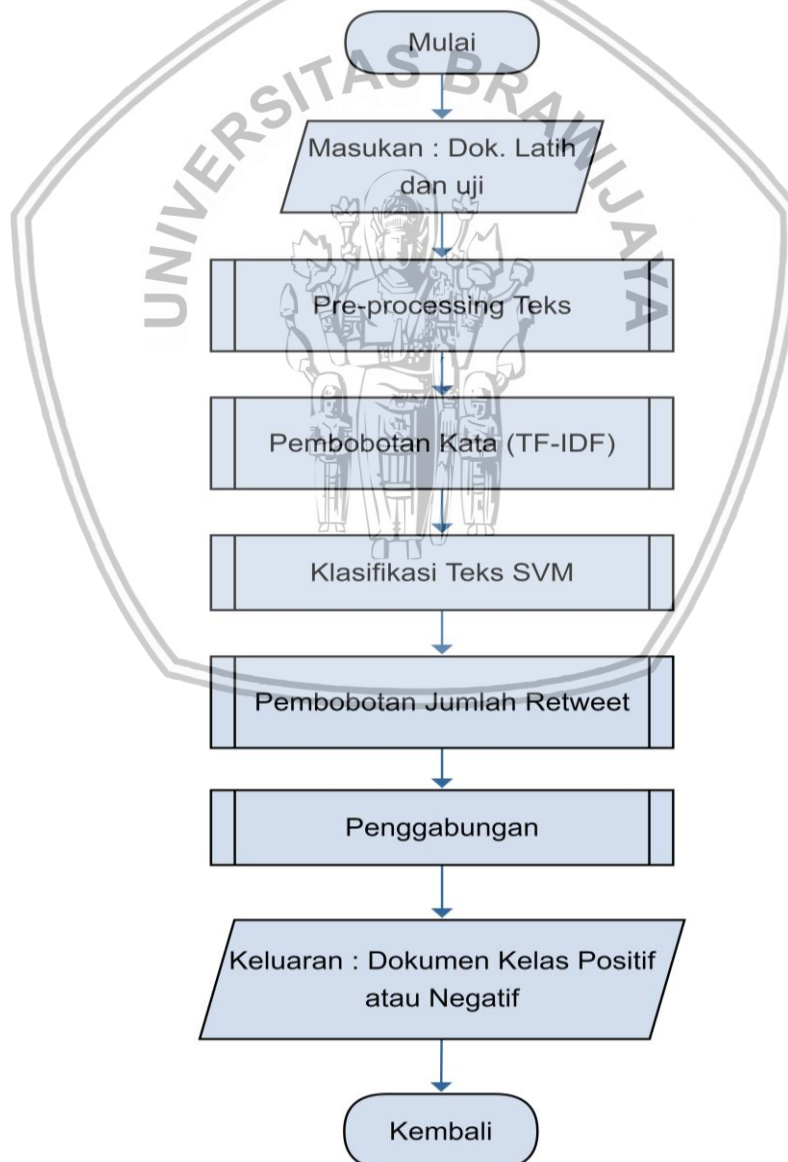 UNIVERSITAS BRAWIJAYA
Mulai
Masukan : Dok. Latih
dan uji
Pre-processing Teks
Pembobotan Kata (TF-IDF)
Klasifikasi Teks SVM
Pembobotan Jumlah Retweet
Penggabungan
Keluaran : Dokumen Kelas Positif
atau Negatif
Kembali